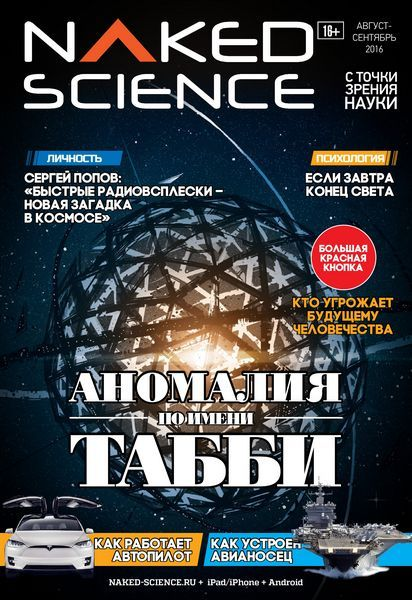 NAKED
SCIENCE
16+
АВГУСТ-
СЕНТЯБРЬ
2016
С ТОЧКИ
ЗРЕНИЯ
НАУКИ
ЛИЧНОСТЬ
СЕРГЕЙ ПОПОВ:
«БЫСТРЫЕ РАДИОВСПЛЕСКИ –
НОВАЯ ЗАГАДКА
В КОСМОСЕ»
ПСИХОЛОГИЯ
ЕСЛИ ЗАВТРА
КОНЕЦ СВЕТА
БОЛЬШАЯ
КРАСНАЯ
КНОПКА
КТО УГРОЖАЕТ
БУДУЩЕМУ
ЧЕЛОВЕЧЕСТВА
АНОМАЛИЯ
ПО ИМЕНИ
ТАББИ
КАК РАБОТАЕТ
АВТОПИЛОТ
КАК УСТРОЕН
АВИАНОСЕЦ
NAKED-SCIENCE.RU + iPad/iPhone + Android